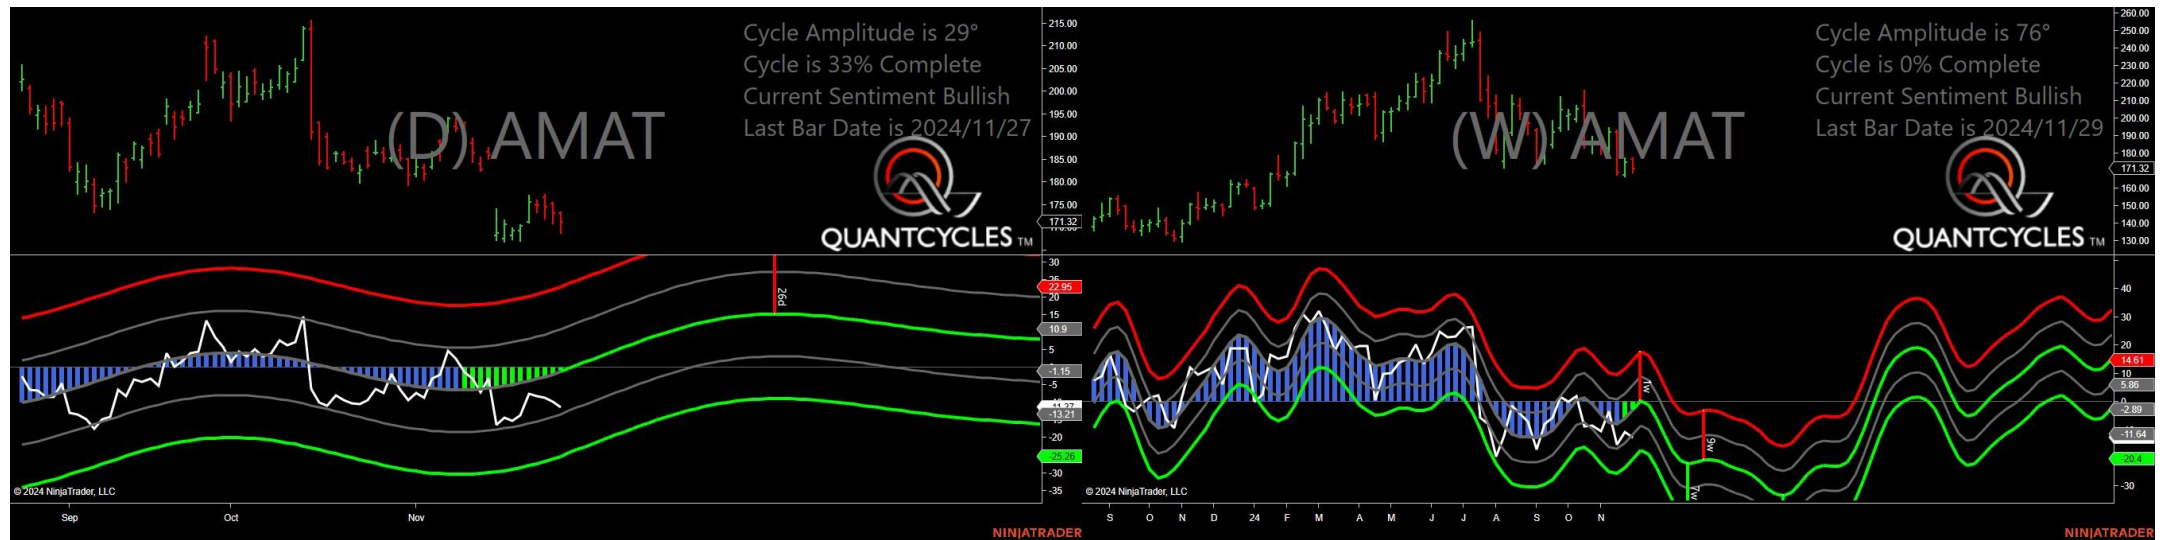 Cycle Amplitude is 29°
Cycle is 33% Complete
Current Sentiment Bullish
Last Bar Date is 2024/11/27
(D) AMAT
QUANTCYCLES TM
215.00
210.00
205.00
200.00
195.00
190.00
185.00
180.00
175.00
171.32
30
22.95
20
15
10.9
5
-1.15
-5
-13.21
-20
-25.26
-30
-35
26d
© 2024 NinjaTrader, LLC
Sep Oct Nov
NINJATRADER
Cycle Amplitude is 76°
Cycle is 0% Complete
Current Sentiment Bullish
Last Bar Date is 2024/11/29
(W) AMAT
QUANTCYCLES TM
260.00
250.00
240.00
230.00
220.00
210.00
200.00
190.00
180.00
171.32
160.00
150.00
140.00
130.00
40
30
20
14.61
10
5.86
0
-2.89
-11.64
-20.4
-30
1w
9w
7w
© 2024 NinjaTrader, LLC
S O N D 24 F M A M J J A S O N
NINJATRADER